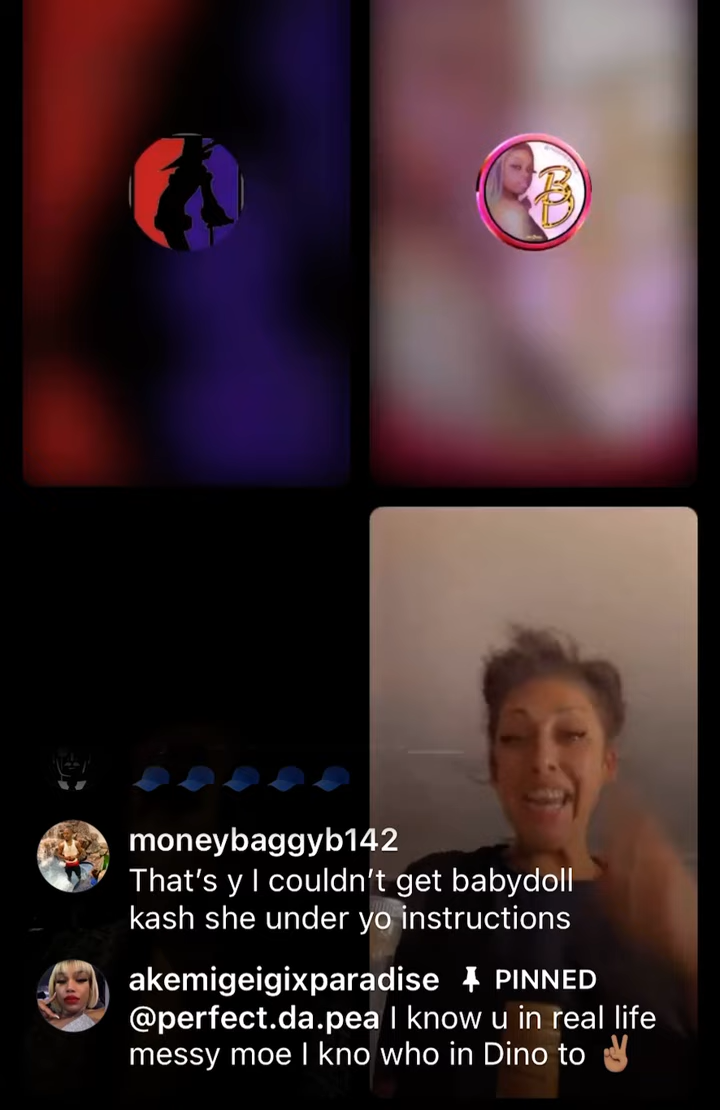 BD
moneybaggyb142
That’s y I couldn’t get babydoll
kash she under yo instructions
akemigeigixparadise PINNED
@perfect.da.pea I know u in real life
messy moe I kno who in Dino to ✌🏽